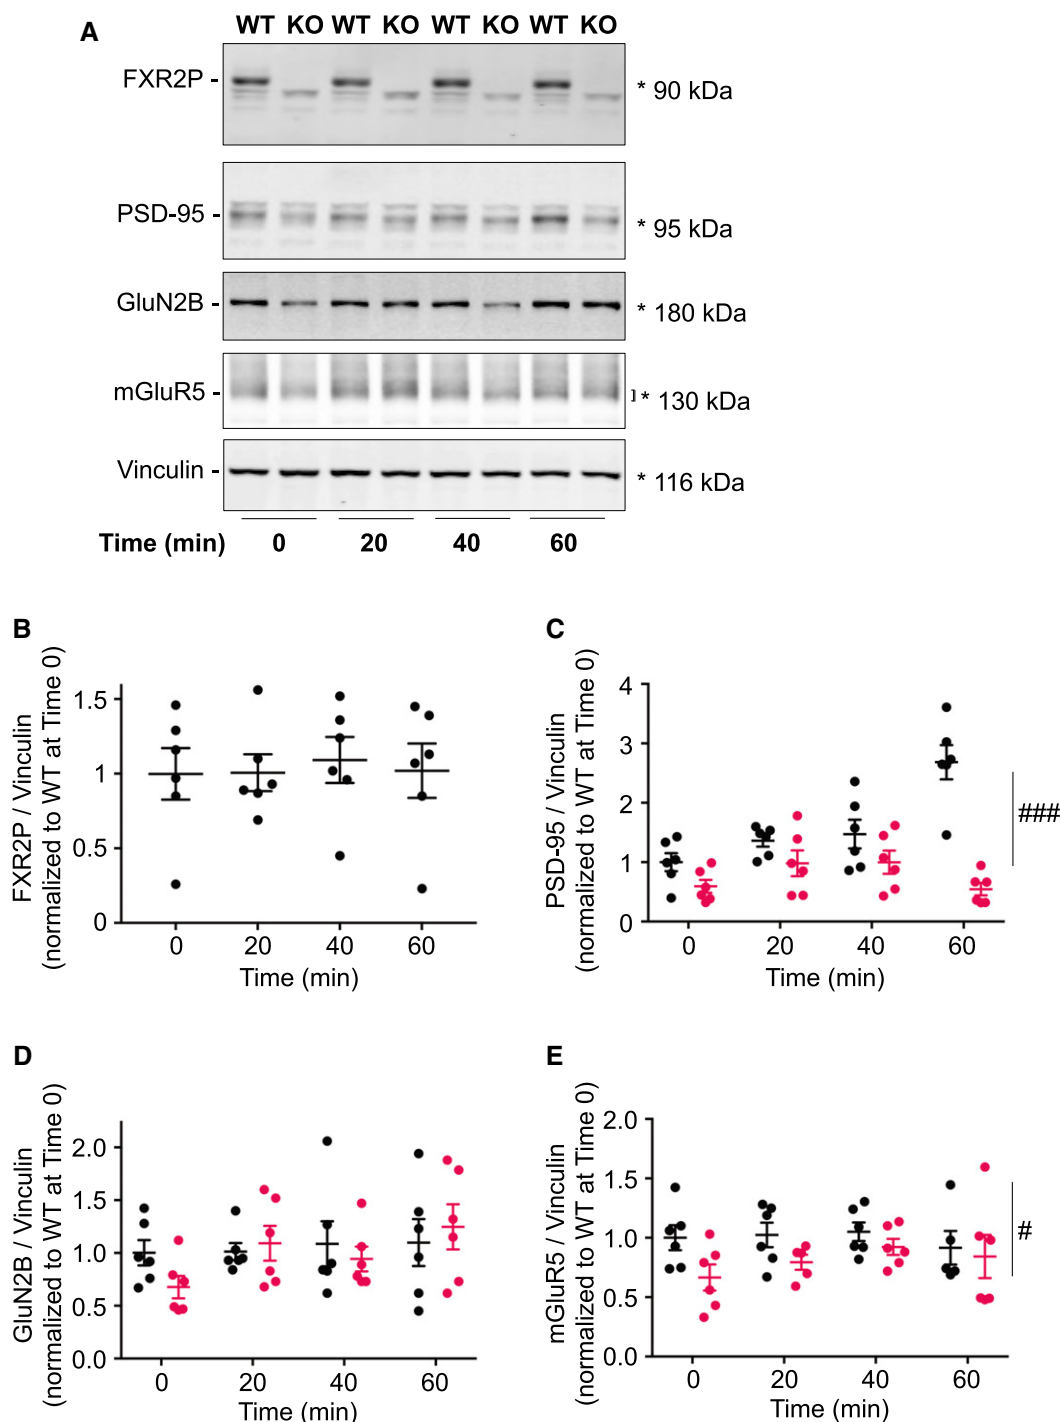 A
WT KO WT KO WT KO WT KO
FXR2P - * 90 kDa
PSD-95 - * 95 kDa
GluN2B - * 180 kDa
mGluR5 - ]* 130 kDa
Vinculin - * 116 kDa
Time (min) 0 20 40 60
B
FXR2P / Vinculin
(normalized to WT at Time 0)
1.5
1
0.5
0
0 20 40 60
Time (min)
C
PSD-95 / Vinculin
(normalized to WT at Time 0)
4
3
2
1
0
###
0 20 40 60
Time (min)
D
GluN2B / Vinculin
(normalized to WT at Time 0)
2.0
1.5
1.0
0.5
0.0
0 20 40 60
Time (min)
E
mGluR5 / Vinculin
(normalized to WT at Time 0)
2.0
1.5
1.0
0.5
0.0
#
0 20 40 60
Time (min)